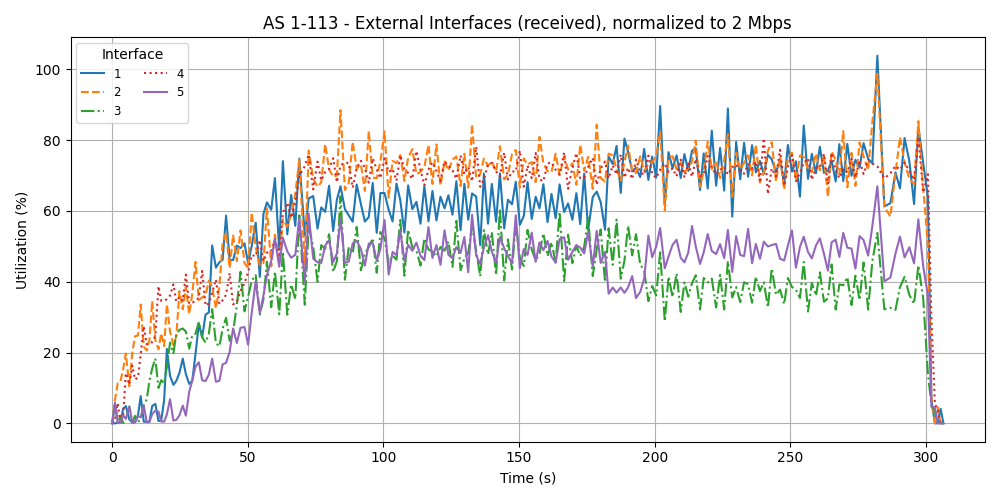 AS 1-113 - External Interfaces (received), normalized to 2 Mbps
Interface
1
2
3
4
5
Utilization (%)
100
80
60
40
20
0
0 50 100 150 200 250 300
Time (s)